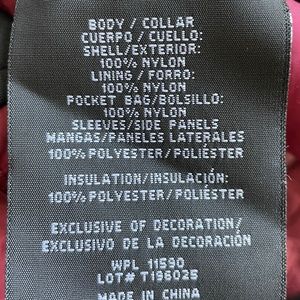 BODY / COLLAR
CUERPO / CUELLO:
SHELL/EXTERIOR:
100% NYLON
LINING / FORRO:
100% NYLON
POCKET BAG/BOLSILLO:
100% NYLON
SLEEVES/SIDE PANELS
MANGAS/PANELES LATERALES
100% POLYESTER/POLIÉSTER
INSULATION/INSULACIÓN:
100% POLYESTER/POLIÉSTER
EXCLUSIVE OF DECORATION/
EXCLUSIVO DE LA DECORACIÓN
WPL 11590
LOT# T196025
MADE IN CHINA